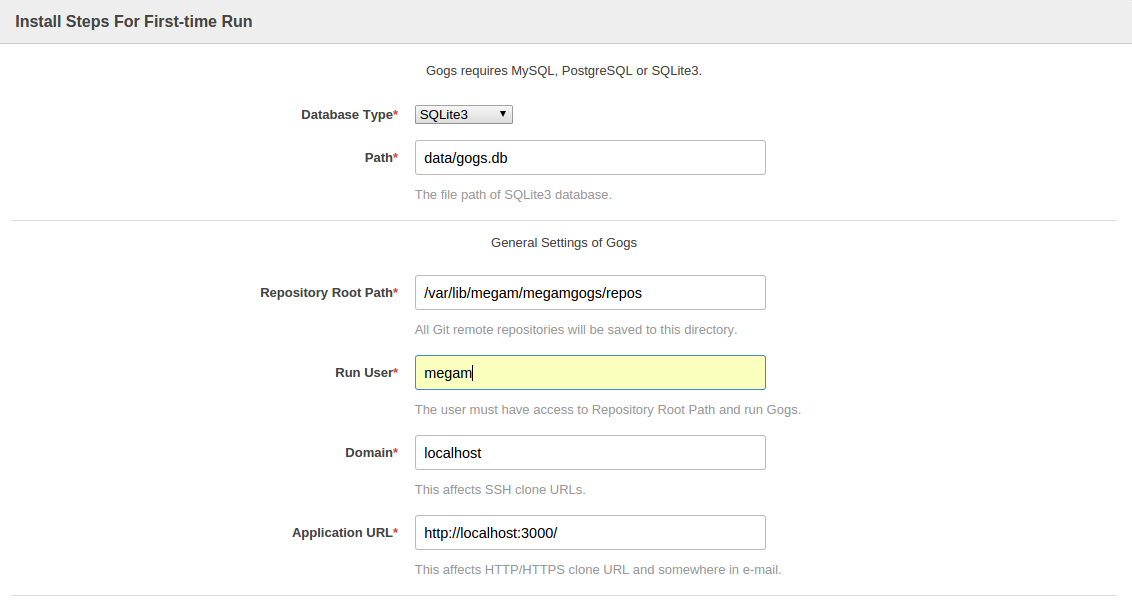 Install Steps For First-time Run
Gogs requires MySQL, PostgreSQL or SQLite3.
Database Type* SQLite3
Path* data/gogs.db
The file path of SQLite3 database.
General Settings of Gogs
Repository Root Path* /var/lib/megam/megamgogs/repos
All Git remote repositories will be saved to this directory.
Run User* megam
The user must have access to Repository Root Path and run Gogs.
Domain* localhost
This affects SSH clone URLs.
Application URL* http://localhost:3000/
This affects HTTP/HTTPS clone URL and somewhere in e-mail.